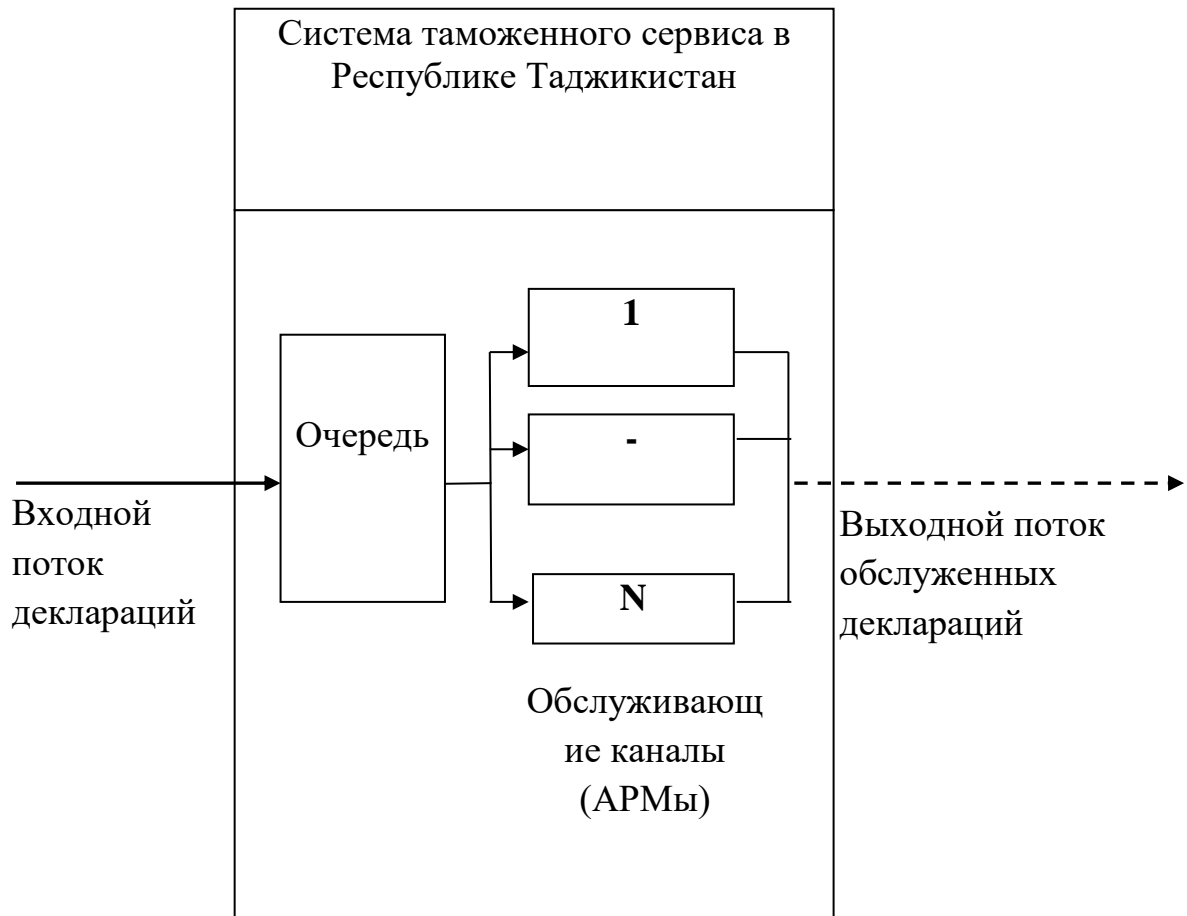 Система таможенного сервиса в
Республике Таджикистан
1
Очередь
-
Входной
поток
деклараций
N
Выходной поток
обслуженных
деклараций
Обслуживающ
ие каналы
(АРМы)